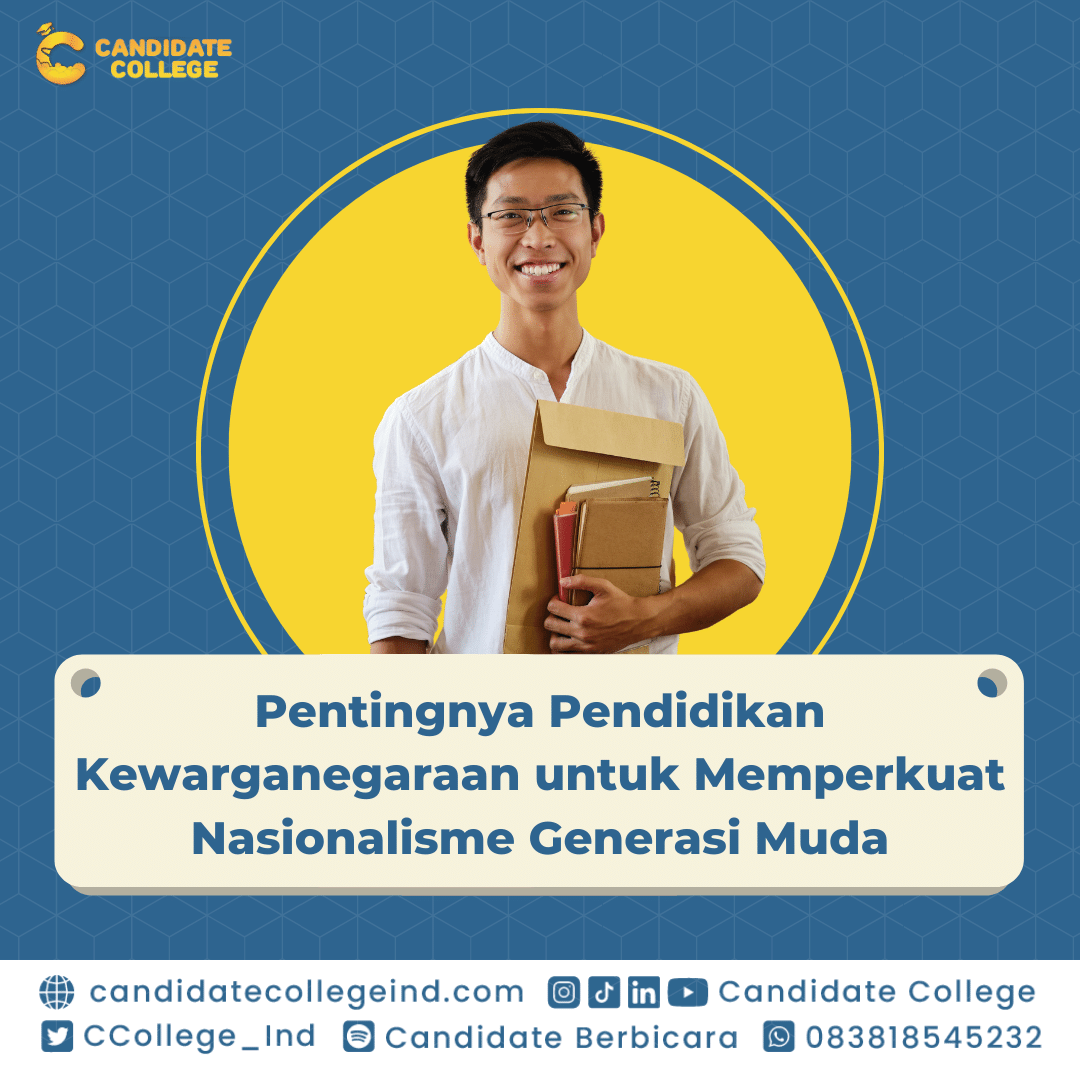 CANDIDATE
COLLEGE
Pentingnya Pendidikan
Kewarganegaraan untuk Memperkuat
Nasionalisme Generasi Muda
candidatecollegeind.com Candidate College
CCollege_Ind Candidate Berbicara 083818545232